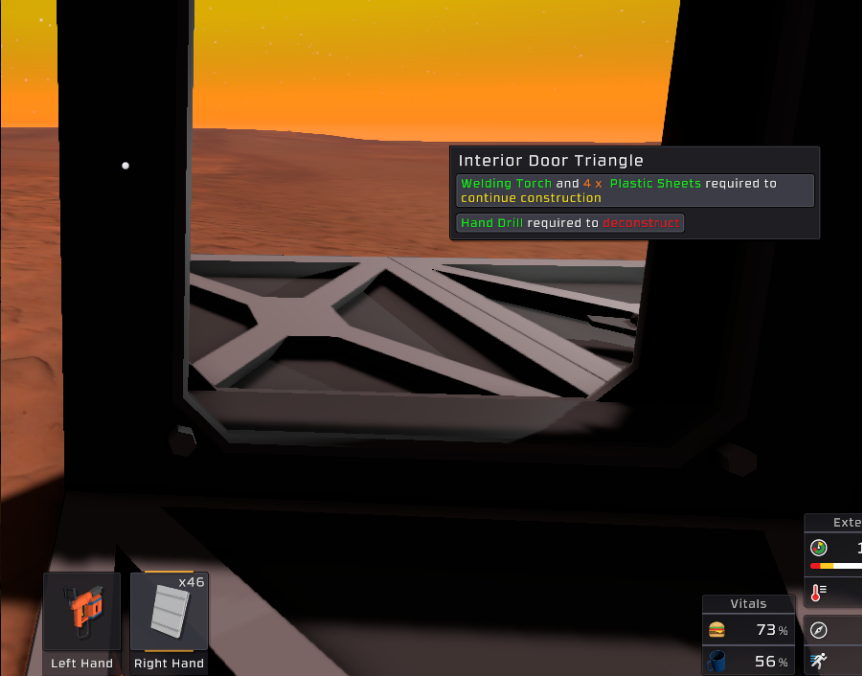 Interior Door Triangle
Welding Torch and 4 x Plastic Sheets required to
continue construction
Hand Drill required to deconstruct
x46
Left Hand
Right Hand
Vitals
73 %
56 %
Exte
1